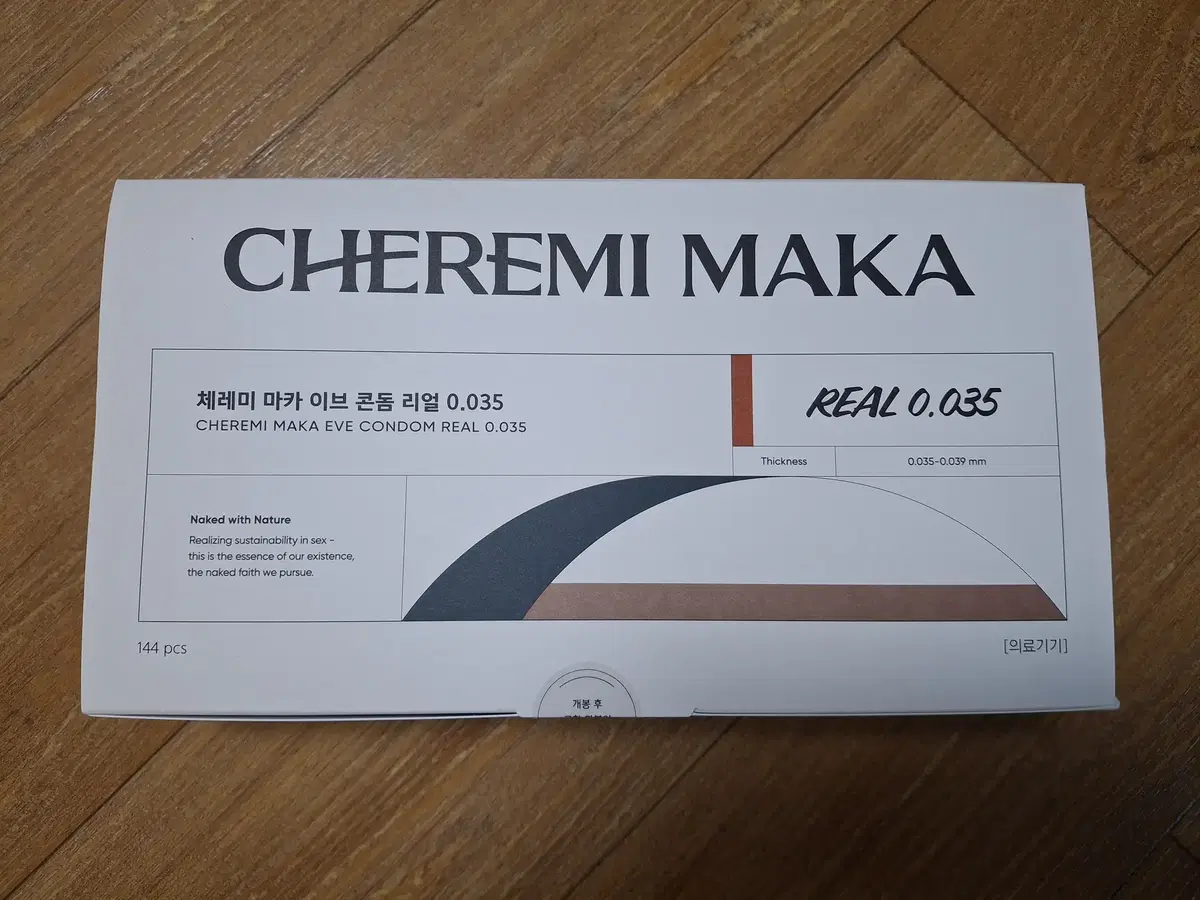 CHEREMI MAKA
체레미 마카 이브 콘돔 리얼 0.035
CHEREMI MAKA EVE CONDOM REAL 0.035
REAL 0.035
Thickness
0.035-0.039 mm
Naked with Nature
Realizing sustainability in sex -
this is the essence of our existence,
the naked faith we pursue.
144 pcs
[의료기기]
개봉 후